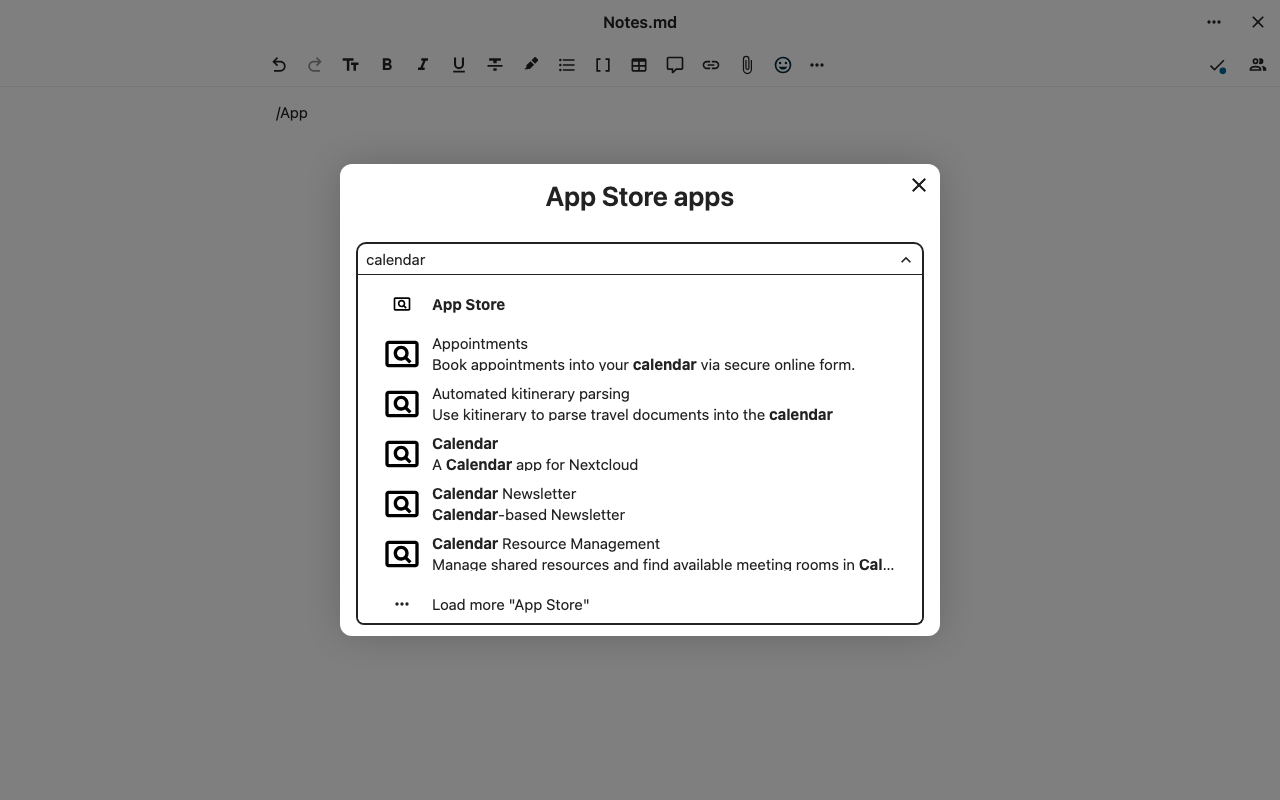 Notes.md
/App
App Store apps
calendar
App Store
Appointments
Book appointments into your calendar via secure online form.
Automated kitinerary parsing
Use kitinerary to parse travel documents into the calendar
Calendar
A Calendar app for Nextcloud
Calendar Newsletter
Calendar-based Newsletter
Calendar Resource Management
Manage shared resources and find available meeting rooms in Cal...
Load more "App Store"